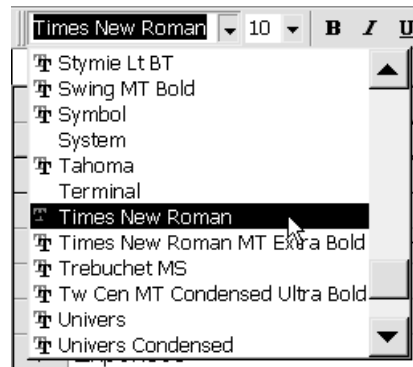 Times New Roman 10 B I U
Stymie Lt BT
Swing MT Bold
Symbol
System
Tahoma
Terminal
Times New Roman
Times New Roman MT Extra Bold
Trebuchet MS
Tw Cen MT Condensed Ultra Bold
Univers
Univers Condensed